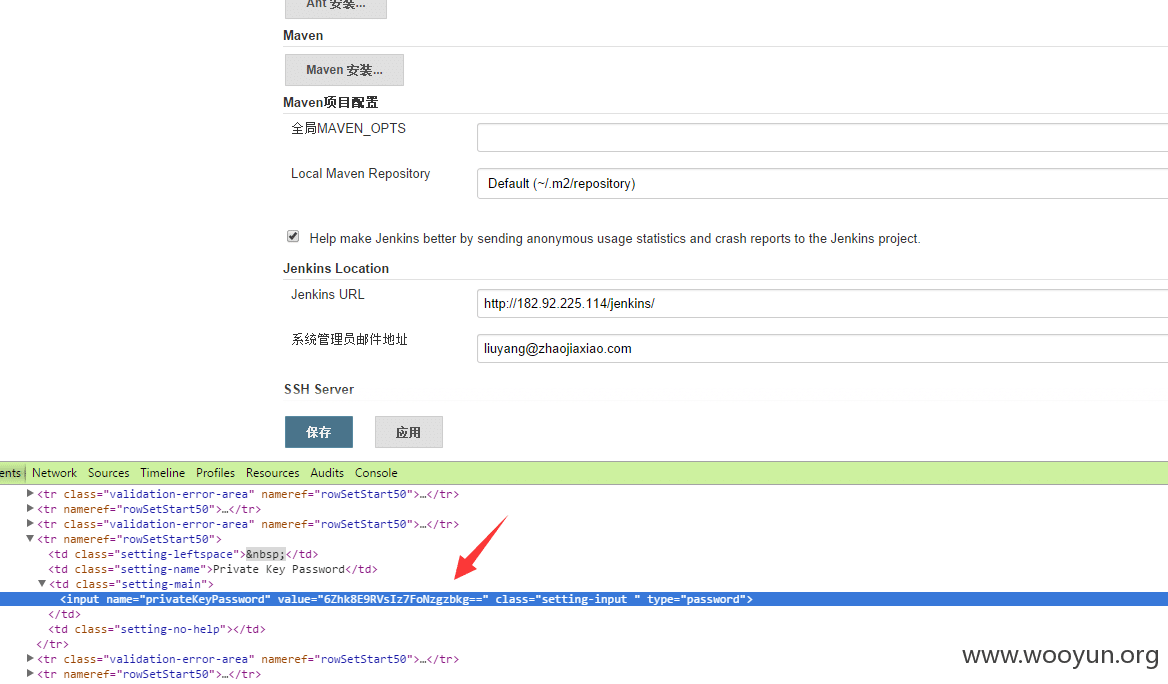 Ant 安装...
Maven
Maven 安装...
Maven项目配置
全局MAVEN_OPTS
Local Maven Repository
Default (~/.m2/repository)
Help make Jenkins better by sending anonymous usage statistics and crash reports to the Jenkins project.
Jenkins Location
Jenkins URL
http://182.92.225.114/jenkins/
系统管理员邮件地址
liuyang@zhaojiaxiao.com
SSH Server
保存 应用
ents Network Sources Timeline Profiles Resources Audits Console
<tr class="validation-error-area" nameref="rowSetStart50">…</tr>
<tr nameref="rowSetStart50">…</tr>
<tr class="validation-error-area" nameref="rowSetStart50">…</tr>
<tr nameref="rowSetStart50">
<td class="setting-leftspace">&nbsp;</td>
<td class="setting-name">Private Key Password</td>
<td class="setting-main">
<input name="privateKeyPassword" value="6Zhk8E9RVsIz7FoNzgzbkg==" class="setting-input " type="password">
</td>
<td class="setting-no-help"></td>
</tr>
<tr class="validation-error-area" nameref="rowSetStart50">…</tr>
<tr nameref="rowSetStart50">…</tr>
www.wooyun.org